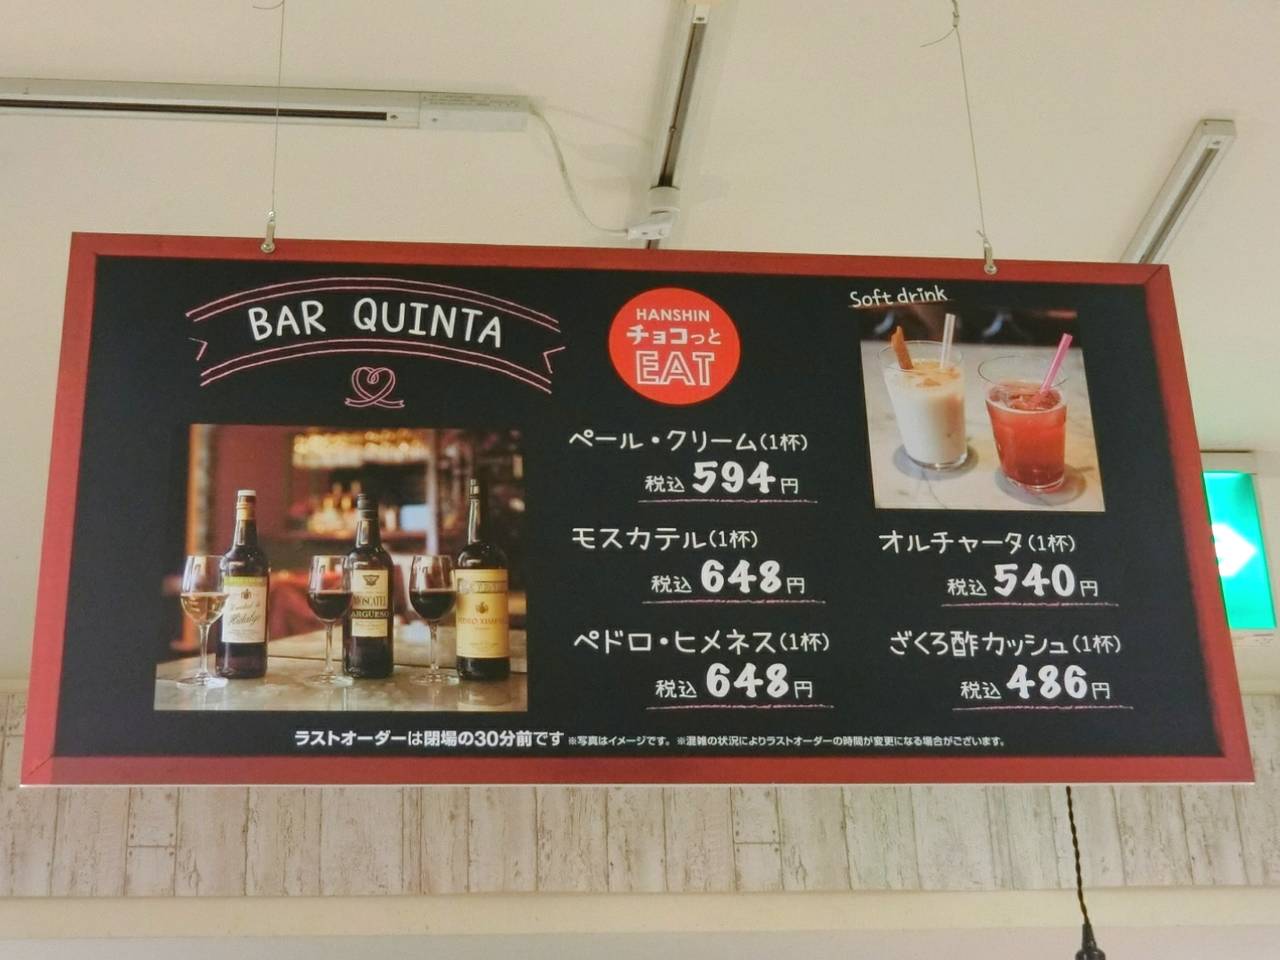 BAR QUINTA
HANSHIN
チョコっと
EAT
Soft drink
ペール・クリーム(1杯)
税込 594円
モスカテル(1杯)
税込 648円
ペドロ・ヒメネス(1杯)
税込 648円
オルチャータ(1杯)
税込 540円
ざくろ酢カッシュ(1杯)
税込 486円
Hidalgo
MOSCATEL
ARGÜESO
ラストオーダーは閉場の30分前です ※写真はイメージです。 ※混雑の状況によりラストオーダーの時間が変更になる場合がございます。